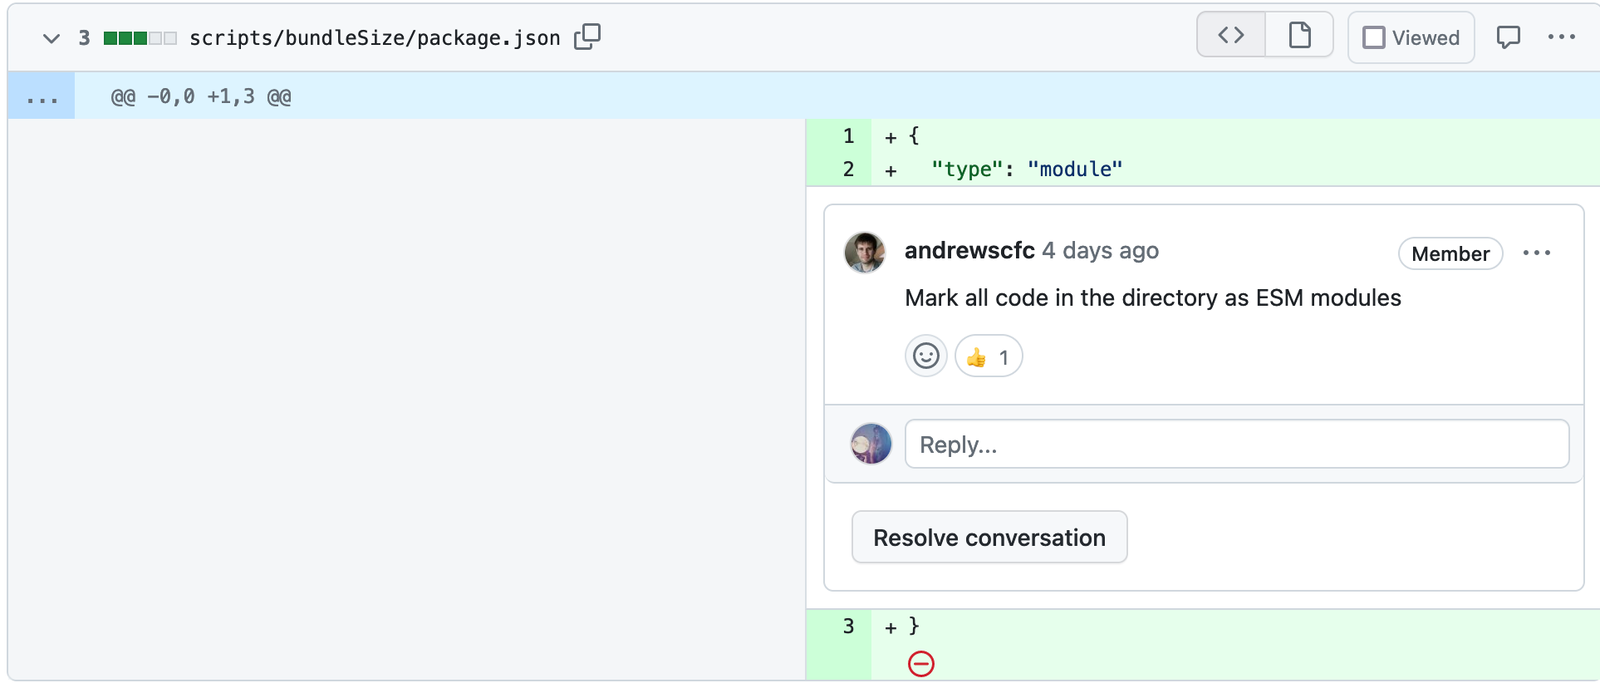 3 scripts/bundleSize/package.json Viewed
... @@ -0,0 +1,3 @@
1 + {
2 + "type": "module"
andrewscfc 4 days ago Member
Mark all code in the directory as ESM modules
👍 1
Reply...
Resolve conversation
3 + }